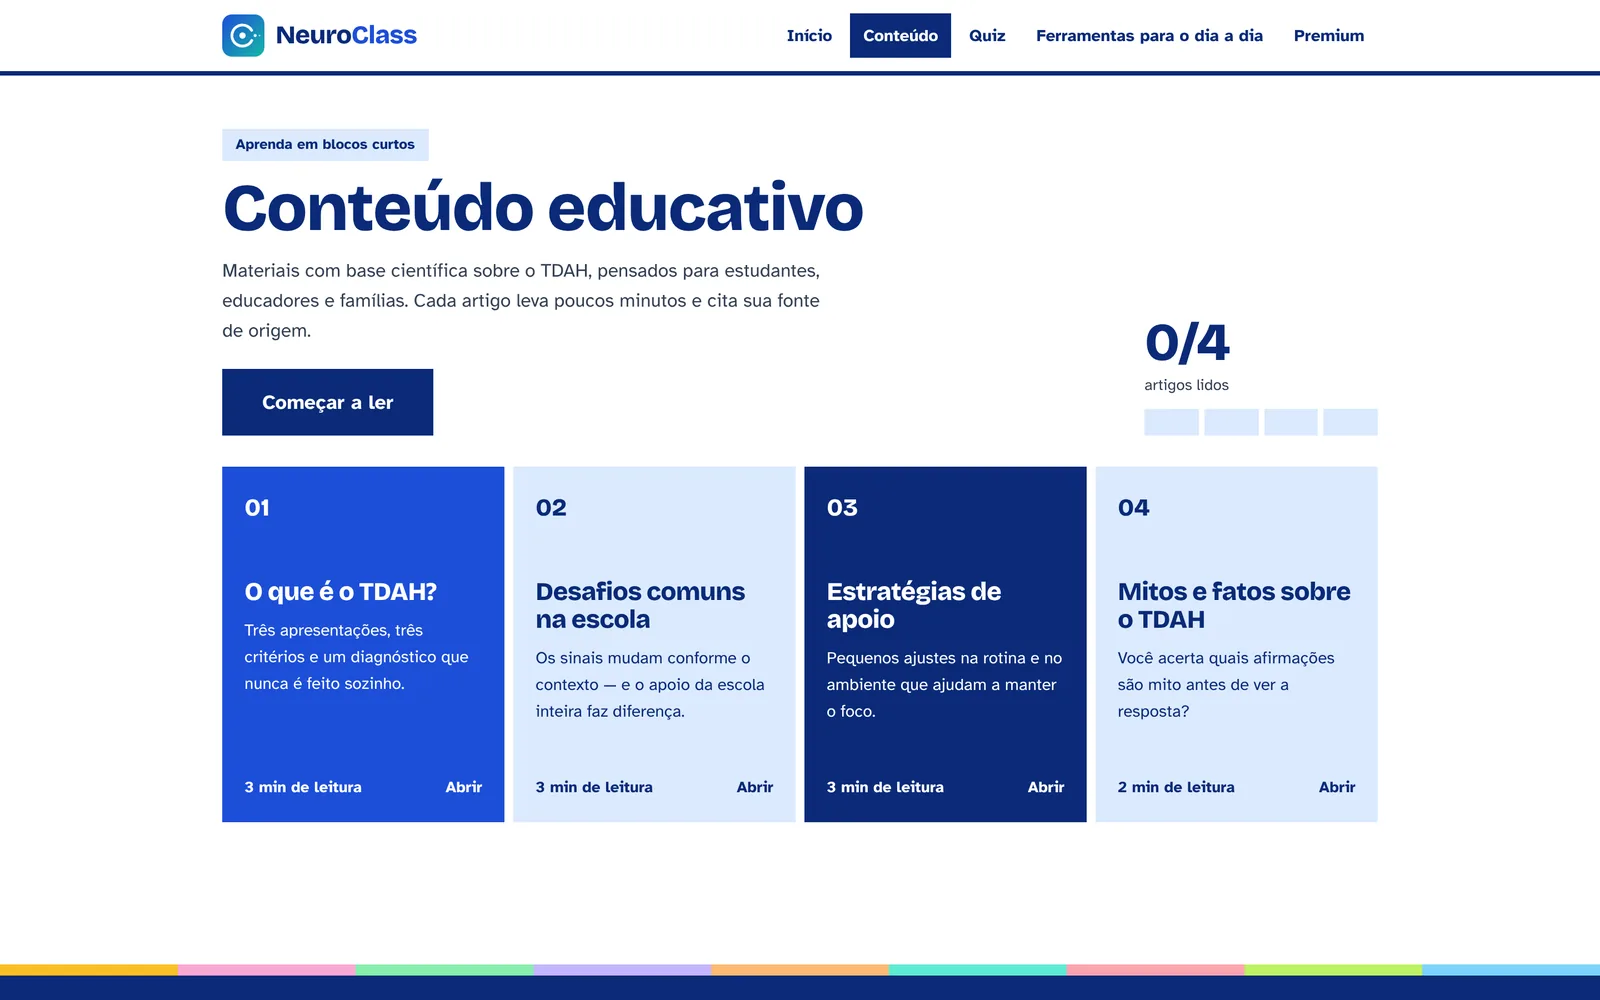 NeuroClass
Início
Conteúdo
Quiz
Ferramentas para o dia a dia
Premium
Aprenda em blocos curtos
Conteúdo educativo
Materiais com base científica sobre o TDAH, pensados para estudantes,
educadores e famílias. Cada artigo leva poucos minutos e cita sua fonte
de origem.
Começar a ler
0/4
artigos lidos
01
O que é o TDAH?
Três apresentações, três
critérios e um diagnóstico que
nunca é feito sozinho.
3 min de leitura
Abrir
02
Desafios comuns
na escola
Os sinais mudam conforme o
contexto — e o apoio da escola
inteira faz diferença.
3 min de leitura
Abrir
03
Estratégias de
apoio
Pequenos ajustes na rotina e no
ambiente que ajudam a manter
o foco.
3 min de leitura
Abrir
04
Mitos e fatos sobre
o TDAH
Você acerta quais afirmações
são mito antes de ver a
resposta?
2 min de leitura
Abrir